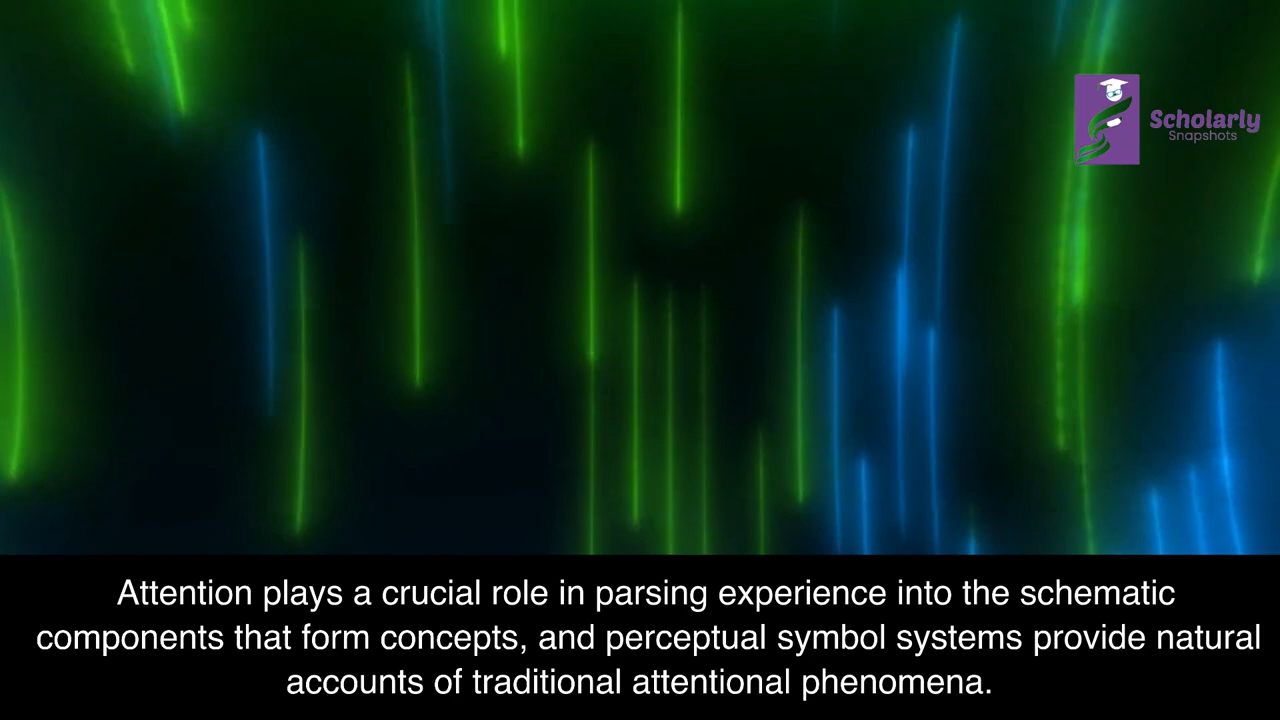 Scholarly
Snapshots
Attention plays a crucial role in parsing experience into the schematic
components that form concepts, and perceptual symbol systems provide natural
accounts of traditional attentional phenomena.